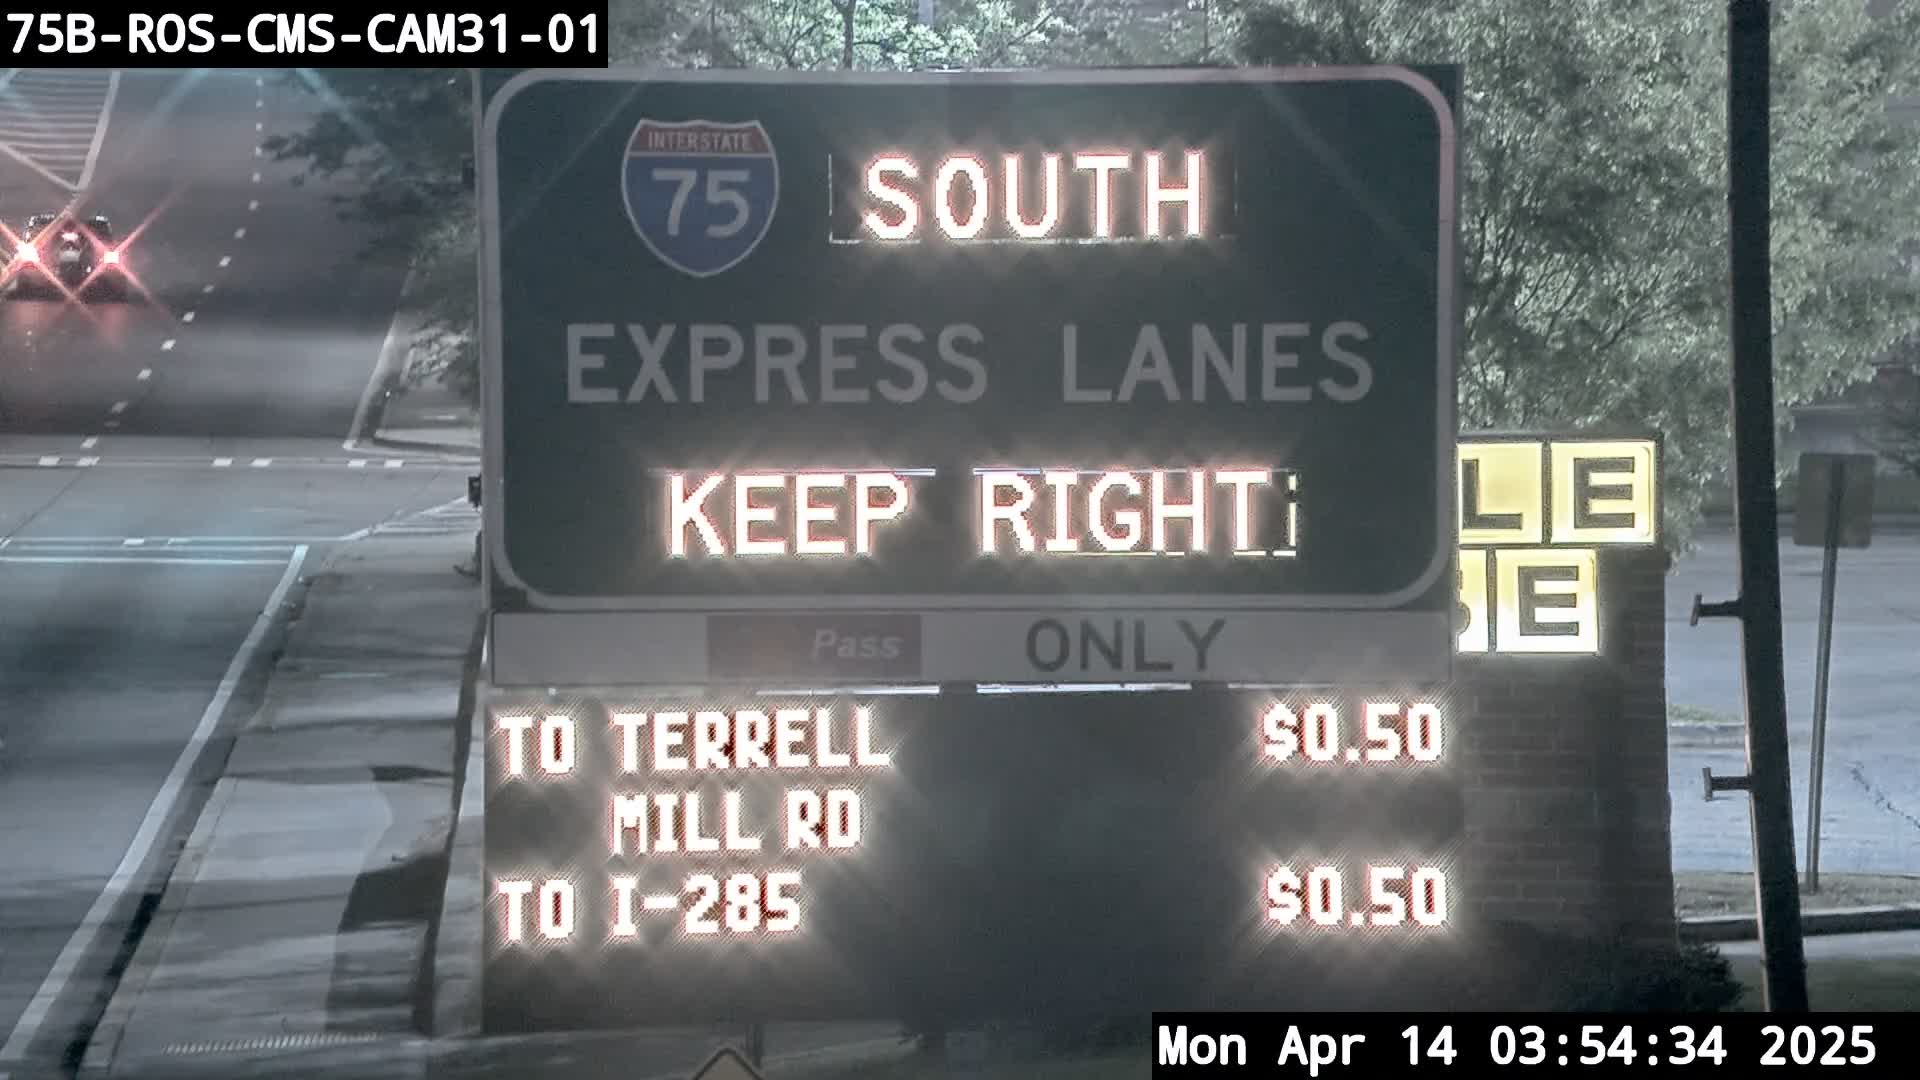 75B-ROS-CMS-CAM31-01
INTERSTATE
75
SOUTH
EXPRESS LANES
KEEP RIGHT
Pass ONLY
TO TERRELL $0.50
MILL RD
TO I-285 $0.50
LE
SE
Mon Apr 14 03:54:34 2025